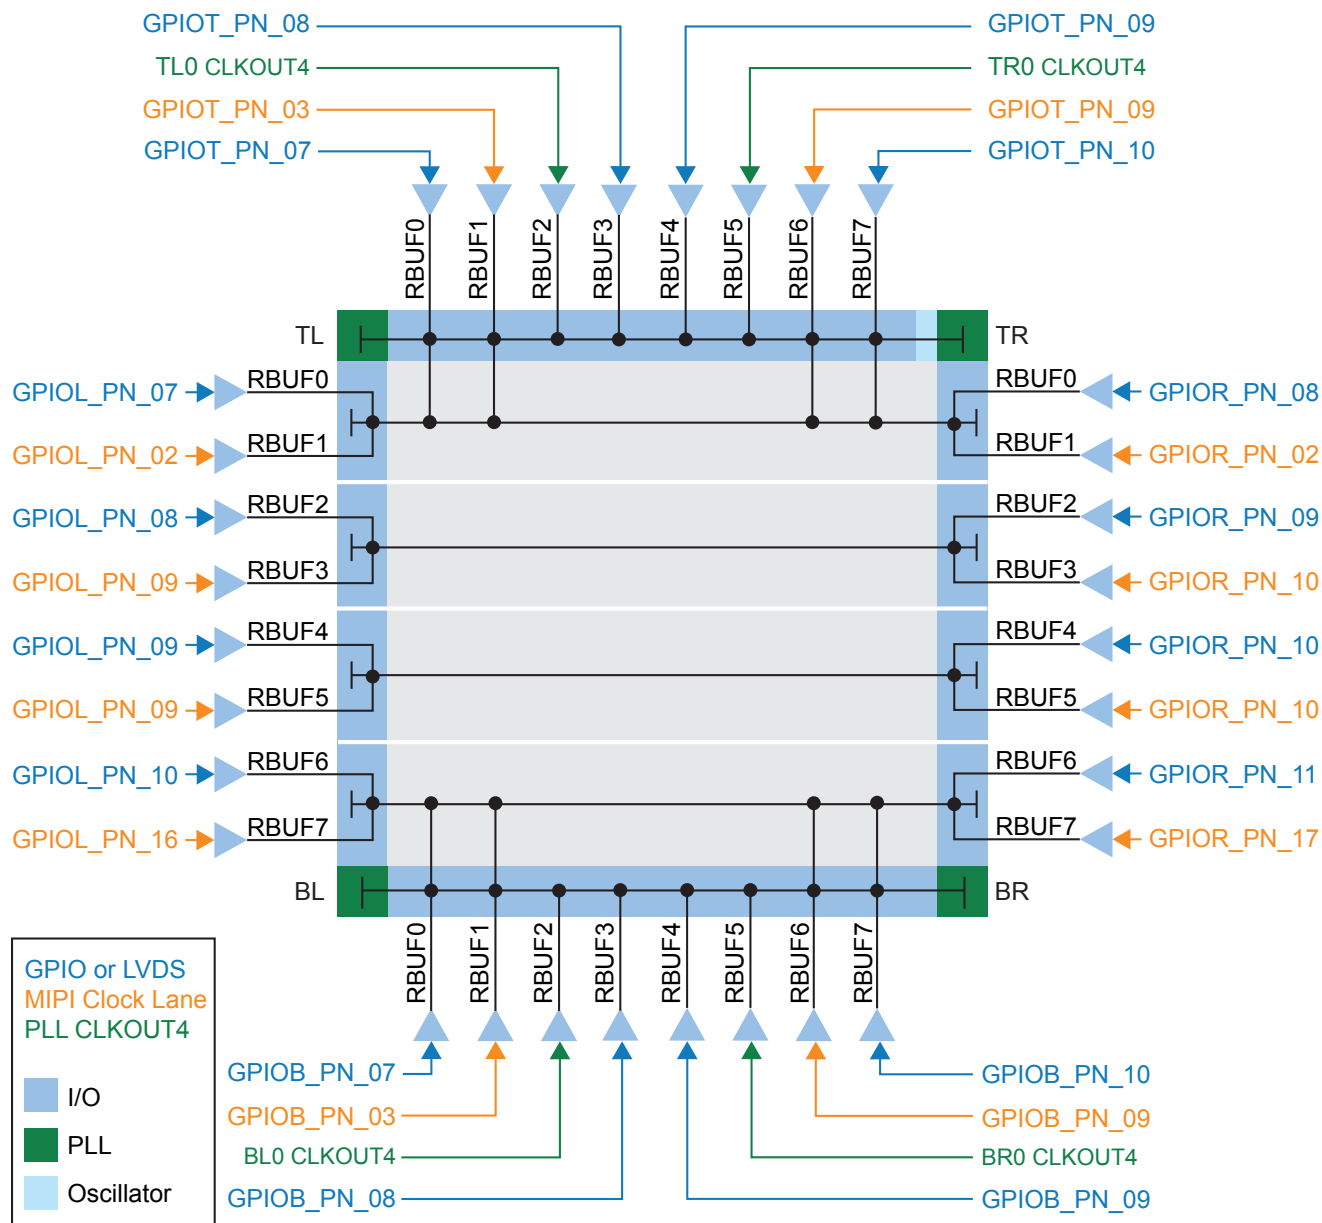 GPIOT_PN_08
GPIOT_PN_09
TL0 CLKOUT4
TR0 CLKOUT4
GPIOT_PN_03
GPIOT_PN_09
GPIOT_PN_07
GPIOT_PN_10
RBUF0
RBUF1
RBUF2
RBUF3
RBUF4
RBUF5
RBUF6
RBUF7
TL
TR
GPIOL_PN_07
RBUF0
RBUF0
GPIOR_PN_08
GPIOL_PN_02
RBUF1
RBUF1
GPIOR_PN_02
GPIOL_PN_08
RBUF2
RBUF2
GPIOR_PN_09
GPIOL_PN_09
RBUF3
RBUF3
GPIOR_PN_10
GPIOL_PN_09
RBUF4
RBUF4
GPIOR_PN_10
GPIOL_PN_09
RBUF5
RBUF5
GPIOR_PN_10
GPIOL_PN_10
RBUF6
RBUF6
GPIOR_PN_11
GPIOL_PN_16
RBUF7
RBUF7
GPIOR_PN_17
BL
BR
RBUF0
RBUF1
RBUF2
RBUF3
RBUF4
RBUF5
RBUF6
RBUF7
GPIOB_PN_07
GPIOB_PN_10
GPIOB_PN_03
GPIOB_PN_09
BL0 CLKOUT4
BR0 CLKOUT4
GPIOB_PN_08
GPIOB_PN_09
GPIO or LVDS
MIPI Clock Lane
PLL CLKOUT4
I/O
PLL
Oscillator